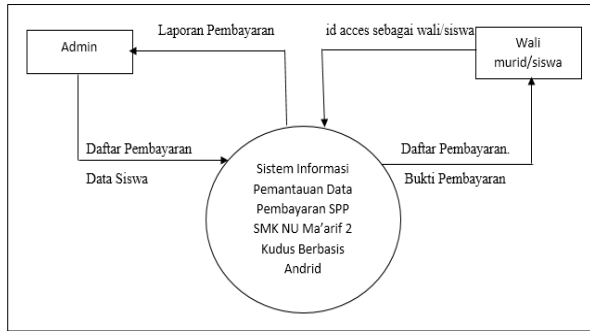 Admin
Laporan Pembayaran
id acces sebagai wali/siswa
Wali
murid/siswa
Daftar Pembayaran
Data Siswa
Sistem Informasi
Pemantauan Data
Pembayaran SPP
SMK NU Ma'arif 2
Kudus Berbasis
Andrid
Daftar Pembayaran.
Bukti Pembayaran